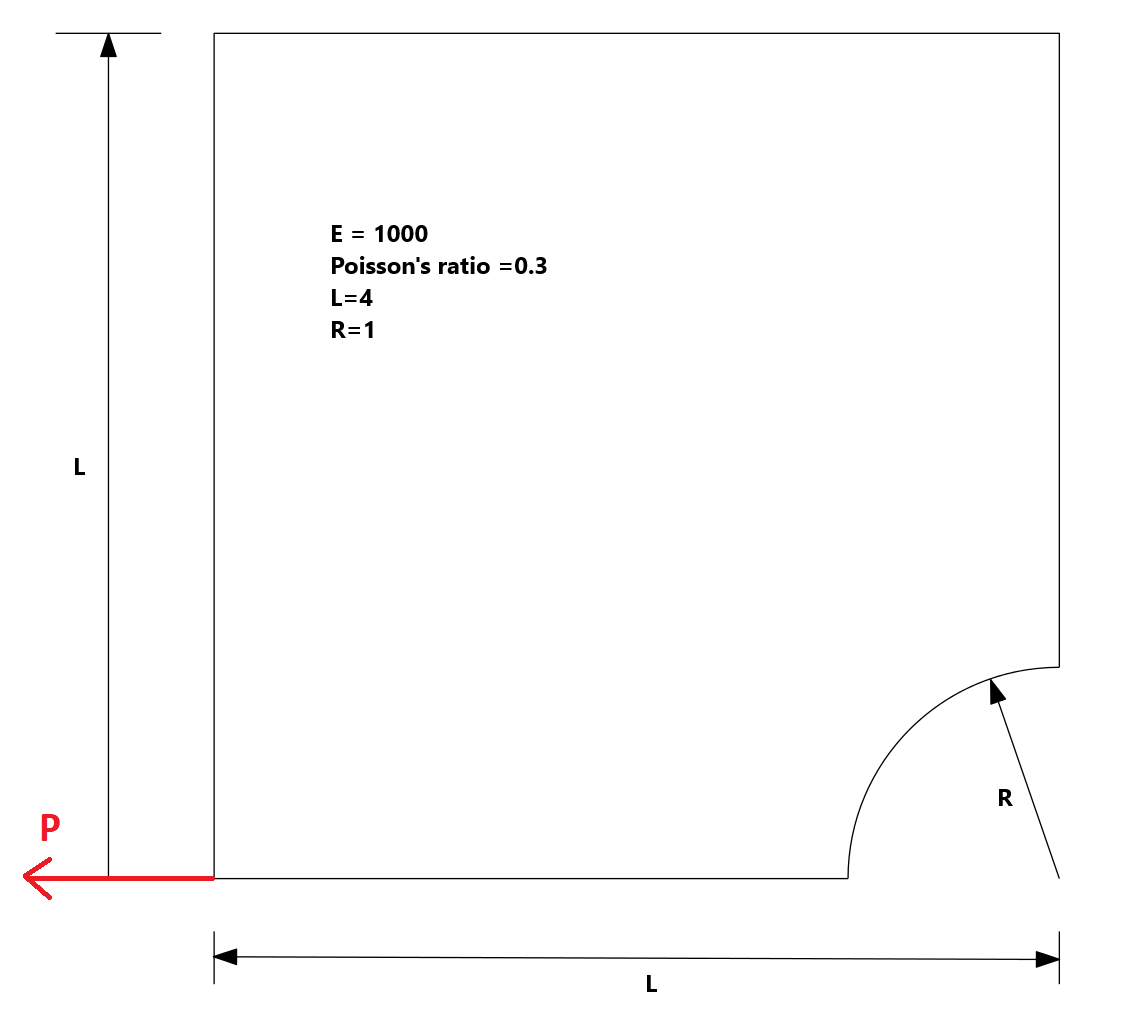 E = 1000
Poisson's ratio =0.3
L=4
R=1
L
P
R
L